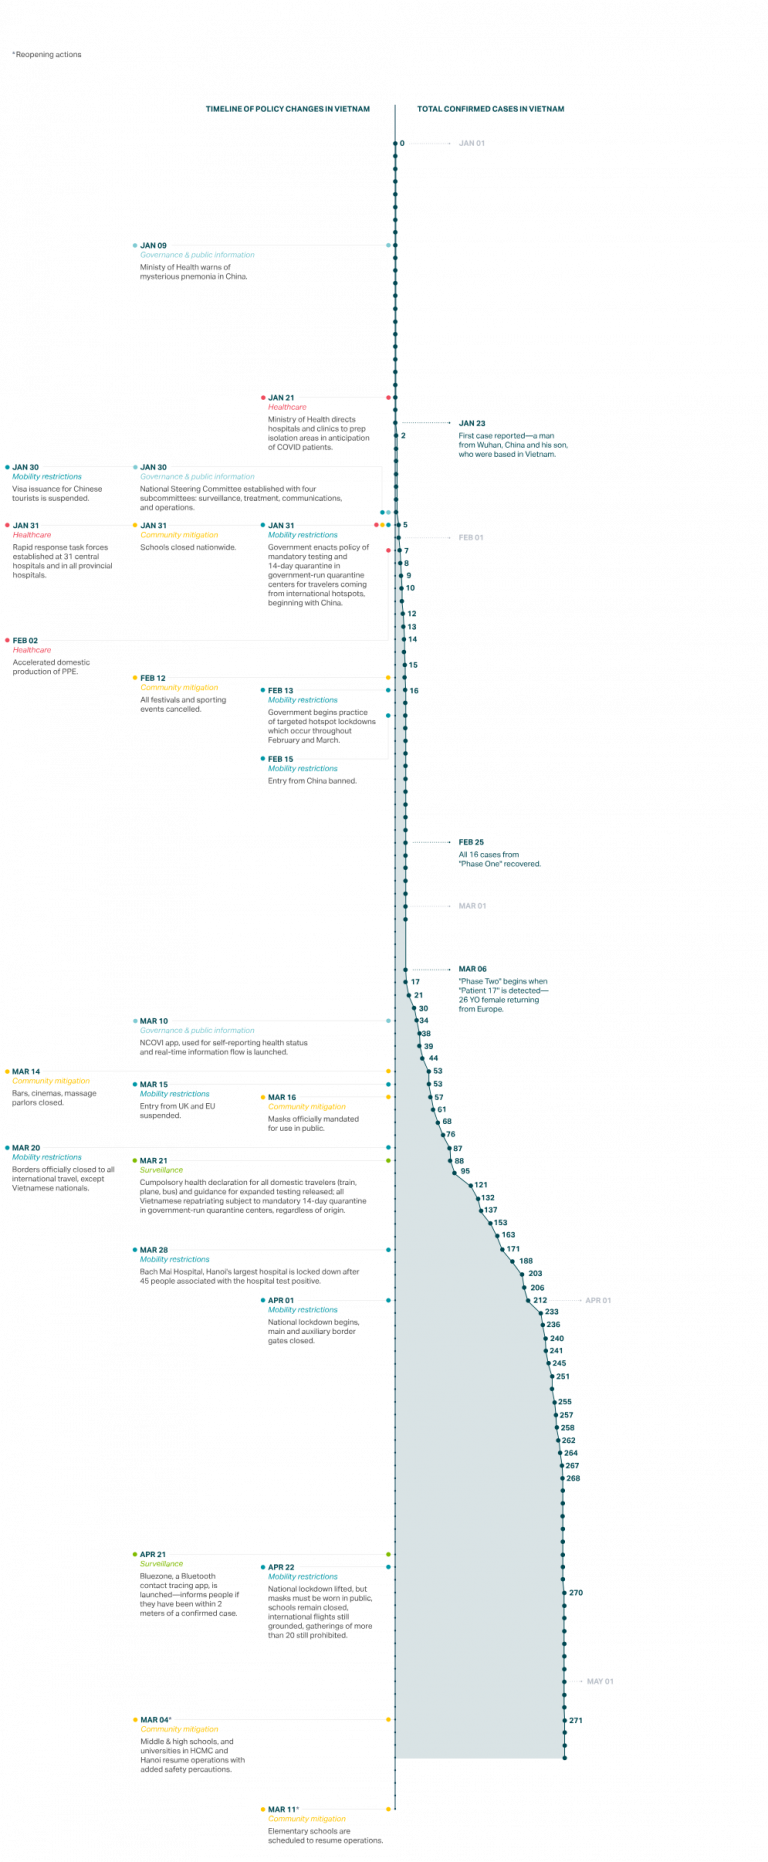 *Reopening actions
TIMELINE OF POLICY CHANGES IN VIETNAM
TOTAL CONFIRMED CASES IN VIETNAM
0
JAN 01
JAN 09
Governance & public information
Ministy of Health warns of
mysterious pnemonia in China.
JAN 21
Healthcare
Ministry of Health directs
hospitals and clinics to prep
isolation areas in anticipation
of COVID patients.
JAN 23
First case reported—a man
from Wuhan, China and his son,
who were based in Vietnam.
2
JAN 30
Mobility restrictions
Visa issuance for Chinese
tourists is suspended.
JAN 30
Governance & public information
National Steering Committee established with four
subcommittees: surveillance, treatment, communications,
and operations.
JAN 31
Healthcare
Rapid response task forces
established at 31 central
hospitals and in all provincial
hospitals.
JAN 31
Community mitigation
Schools closed nationwide.
JAN 31
Mobility restrictions
Government enacts policy of
mandatory testing and
14-day quarantine in
government-run quarantine
centers for travelers coming
from international hotspots,
beginning with China.
5
FEB 01
7
8
9
10
12
13
14
FEB 02
Healthcare
Accelerated domestic
production of PPE.
15
FEB 12
Community mitigation
All festivals and sporting
events cancelled.
FEB 13
Mobility restrictions
Government begins practice
of targeted hotspot lockdowns
which occur throughout
February and March.
16
FEB 15
Mobility restrictions
Entry from China banned.
FEB 25
All 16 cases from
"Phase One" recovered.
MAR 01
MAR 06
"Phase Two" begins when
"Patient 17" is detected—
26 YO female returning
from Europe.
17
21
30
34
MAR 10
Governance & public information
NCOVI app, used for self-reporting health status
and real-time information flow is launched.
38
39
44
MAR 14
Community mitigation
Bars, cinemas, massage
parlors closed.
53
MAR 15
Mobility restrictions
Entry from UK and EU
suspended.
53
MAR 16
Community mitigation
Masks officially mandated
for use in public.
57
61
68
76
MAR 20
Mobility restrictions
Borders officially closed to all
international travel, except
Vietnamese nationals.
87
MAR 21
Surveillance
Cumpolsory health declaration for all domestic travelers (train,
plane, bus) and guidance for expanded testing released; all
Vietnamese repatriating subject to mandatory 14-day quarantine
in government-run quarantine centers, regardless of origin.
88
95
121
132
137
153
163
MAR 28
Mobility restrictions
Bach Mai Hospital, Hanoi's largest hospital is locked down after
45 people associated with the hospital test positive.
171
188
203
206
APR 01
Mobility restrictions
National lockdown begins,
main and auxiliary border
gates closed.
212
APR 01
233
236
240
241
245
251
255
257
258
262
264
267
268
APR 21
Surveillance
Bluezone, a Bluetooth
contact tracing app, is
launched—informs people if
they have been within 2
meters of a confirmed case.
APR 22
Mobility restrictions
National lockdown lifted, but
masks must be worn in public,
schools remain closed,
international flights still
grounded, gatherings of more
than 20 still prohibited.
270
MAY 01
MAR 04*
Community mitigation
Middle & high schools, and
universities in HCMC and
Hanoi resume operations with
added safety percautions.
271
MAR 11*
Community mitigation
Elementary schools are
scheduled to resume operations.